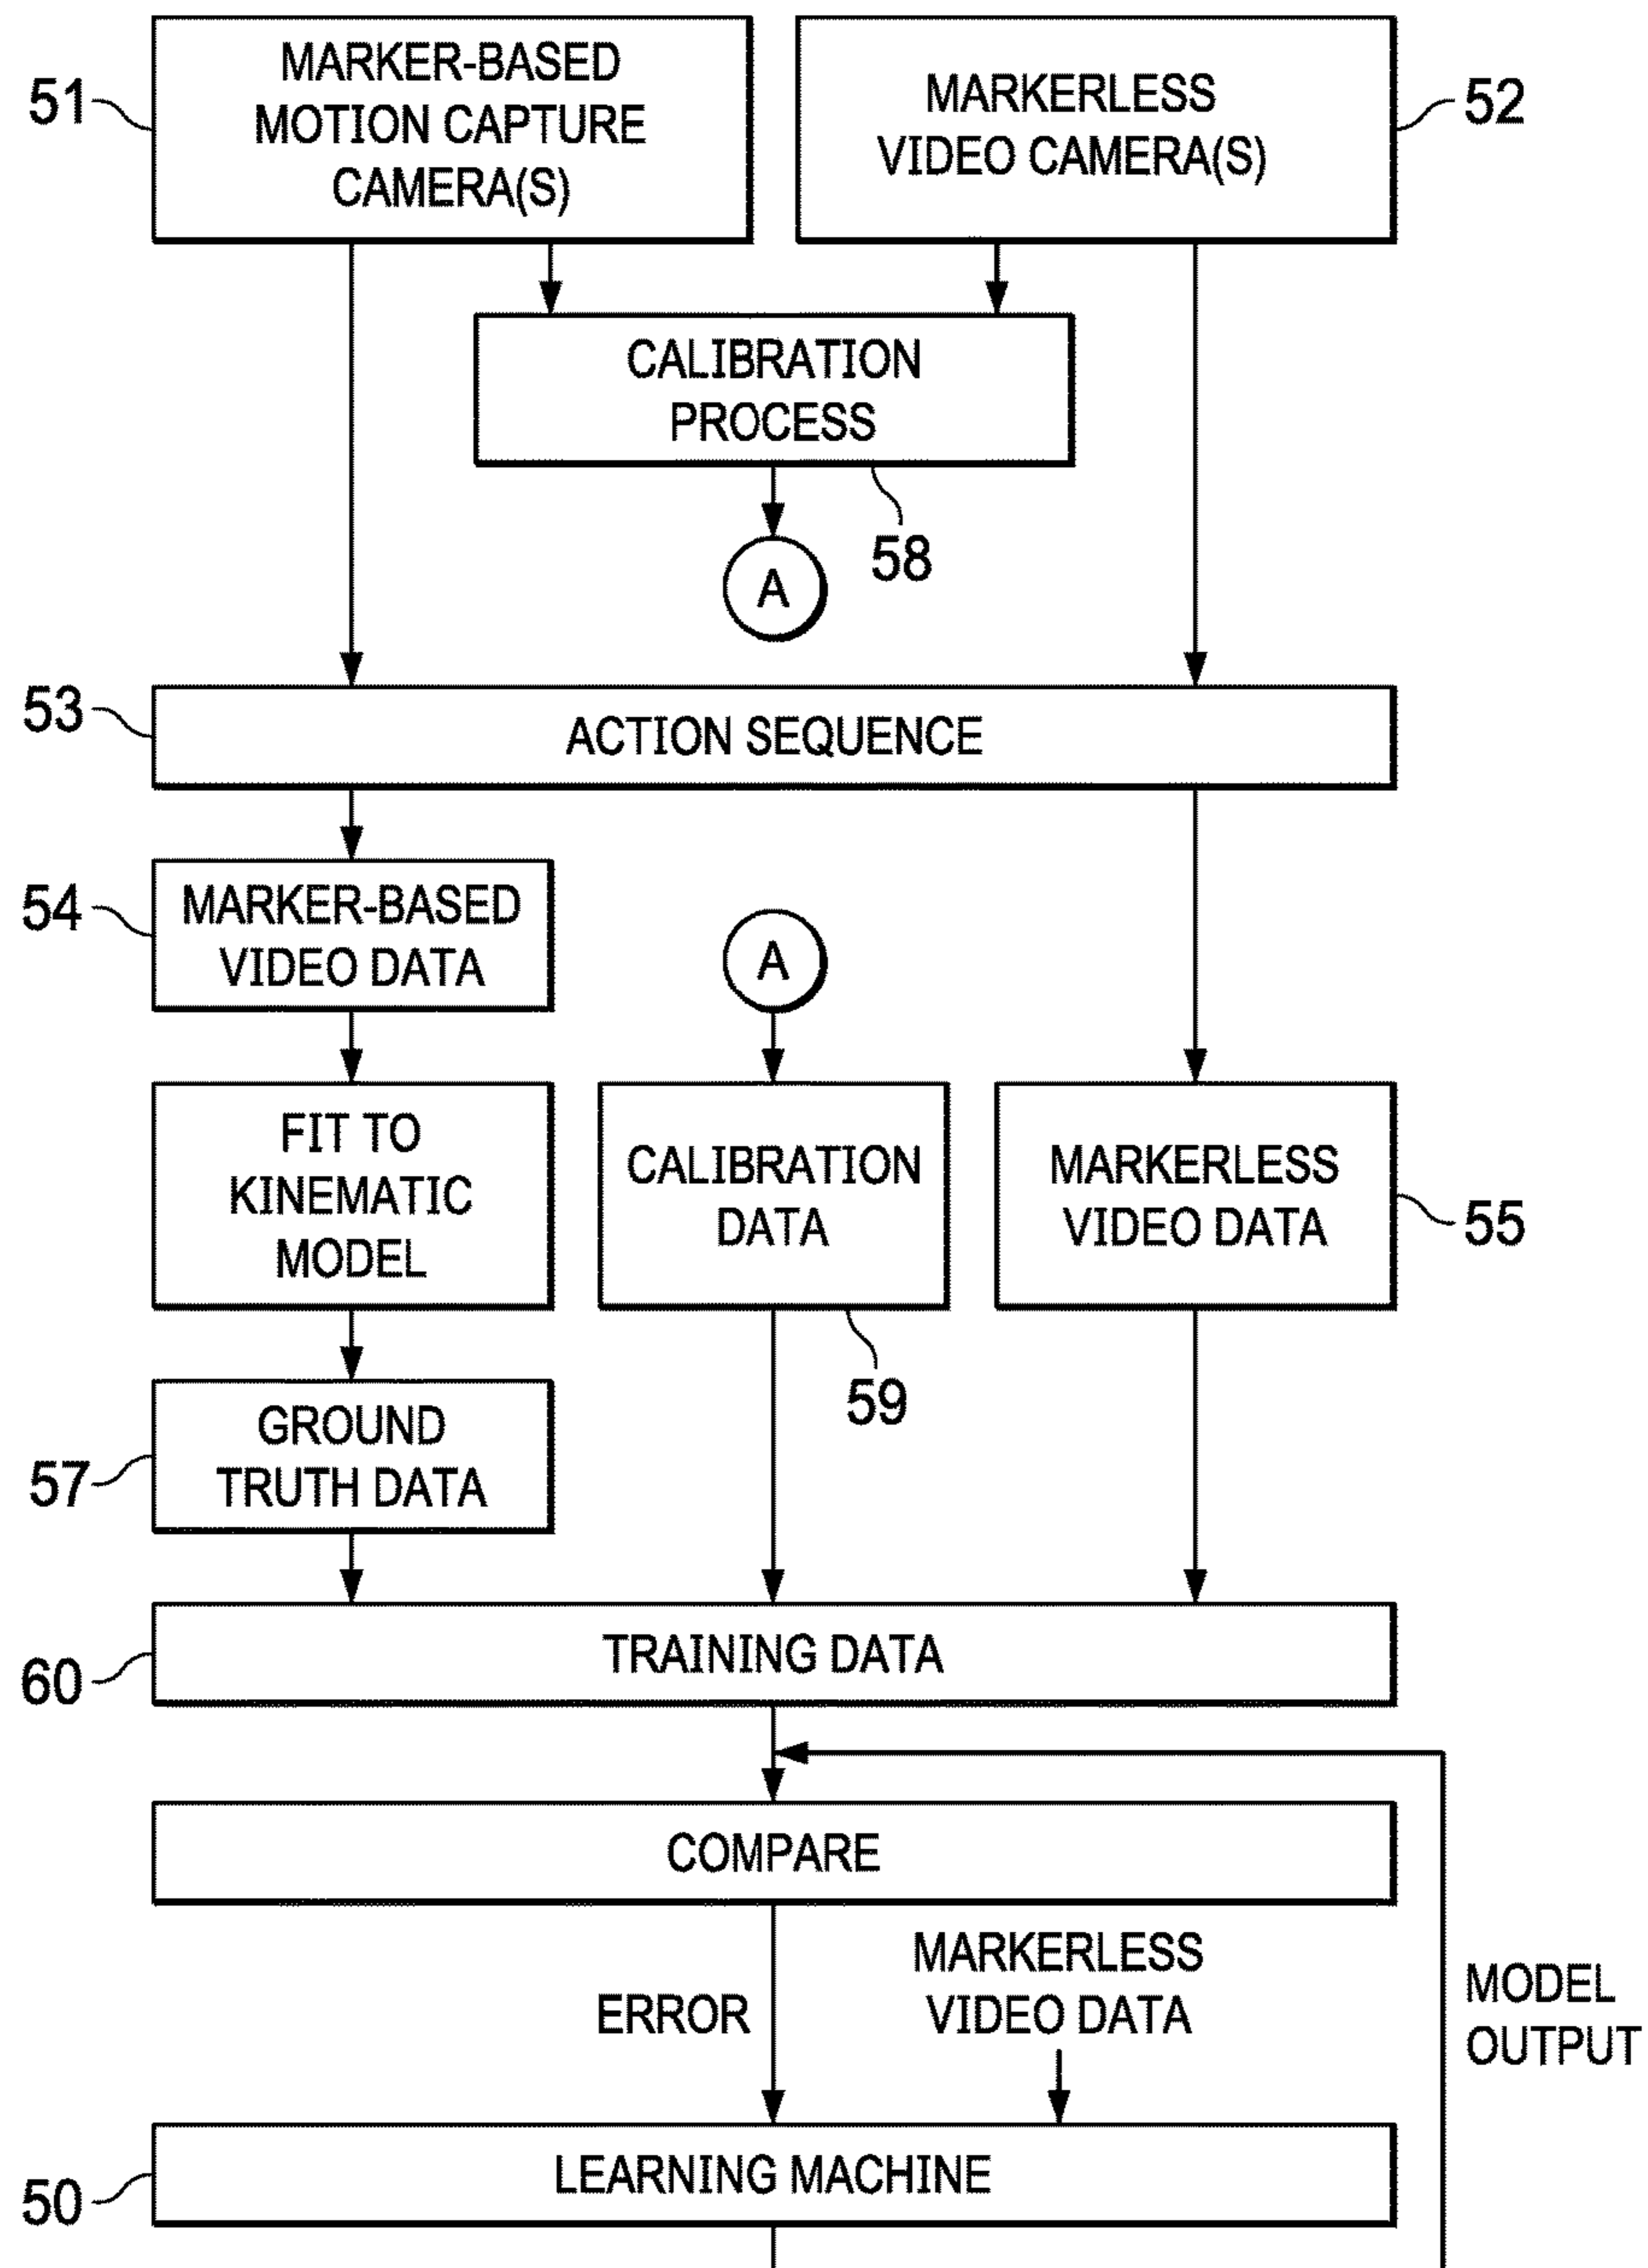 51
MARKER-BASED
MOTION CAPTURE
CAMERA(S)
MARKERLESS
VIDEO CAMERA(S)
52
CALIBRATION
PROCESS
58
A
53
ACTION SEQUENCE
54
MARKER-BASED
VIDEO DATA
A
FIT TO
KINEMATIC
MODEL
CALIBRATION
DATA
MARKERLESS
VIDEO DATA
55
59
57
GROUND
TRUTH DATA
60
TRAINING DATA
COMPARE
ERROR
MARKERLESS
VIDEO DATA
MODEL
OUTPUT
50
LEARNING MACHINE